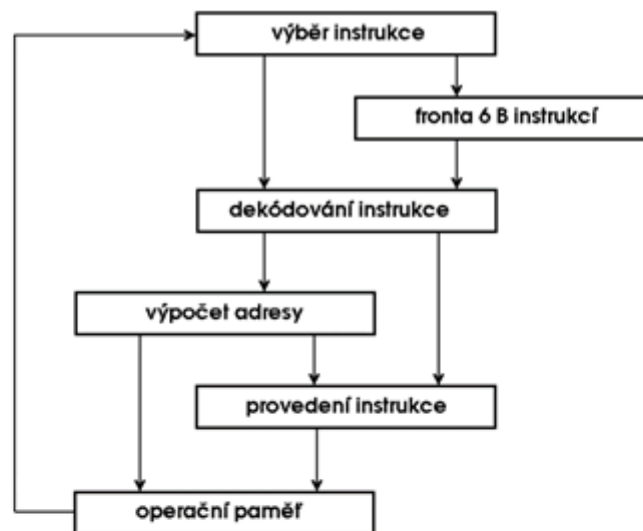 výběr instrukce
fronta 6 B instrukcí
dekódování instrukce
výpočet adresy
provedení instrukce
operační paměť